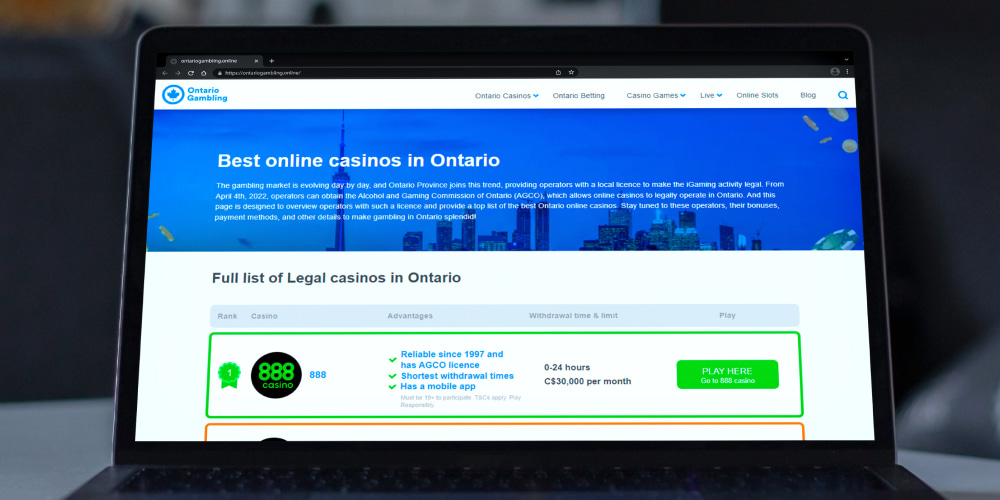 ontariogambling.online
https://ontariogambling.online/
Ontario
Gambling
Ontario Casinos
Ontario Betting
Casino Games
Live
Online Slots
Blog
Best online casinos in Ontario
The gambling market is evolving day by day, and Ontario Province joins this trend, providing operators with a local licence to make the iGaming activity legal. From
April 4th, 2022, operators can obtain the Alcohol and Gaming Commission of Ontario (AGCO), which allows online casinos to legally operate in Ontario. And this
page is designed to overview operators with such a licence and provide a top list of the best Ontario online casinos. Stay tuned to these operators, their bonuses,
payment methods, and other details to make gambling in Ontario splendid!
Full list of Legal casinos in Ontario
Rank
Casino
Advantages
Withdrawal time & limit
Play
1
888
casino
888
Reliable since 1997 and
has AGCO licence
Shortest withdrawal times
Has a mobile app
Must be 19+ to participate. T&Cs apply. Play
Responsibly.
0-24 hours
C$30,000 per month
PLAY HERE
Go to 888 casino